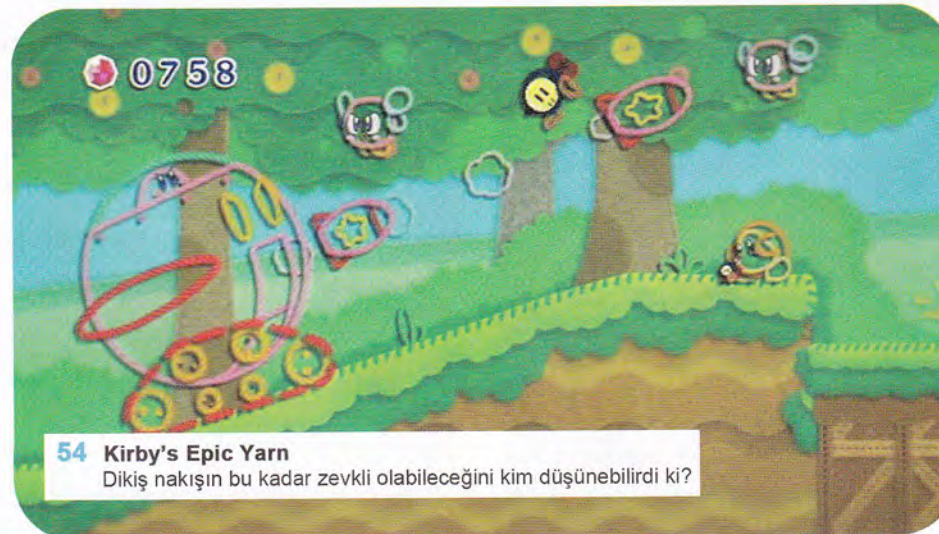 0758
54 Kirby's Epic Yarn
Dikiş nakışın bu kadar zevkli olabileceğini kim düşünebilirdi ki?